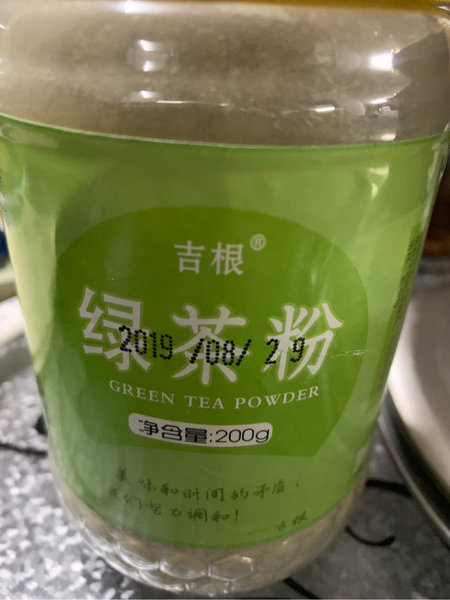 吉根®
绿茶粉
2019/08/29
GREEN TEA POWDER
净含量:200g
美味和时间的矛盾,
我们努力调和!
——吉根